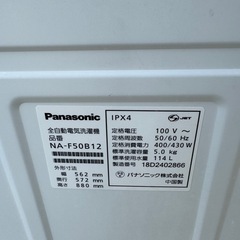 Panasonic
全自動電気洗濯機
品番
NA-F50B12
外形寸法
幅 562 mm
奥行 572 mm
高さ 880 mm
IPX4
JET
定格電圧 100 V ~
定格周波数 50/60 Hz
定格消費電力 400/430 W
標準洗濯容量 5.0 kg
標準使用水量 114 L
製造番号 18D2402866
パナソニック株式会社
中国製